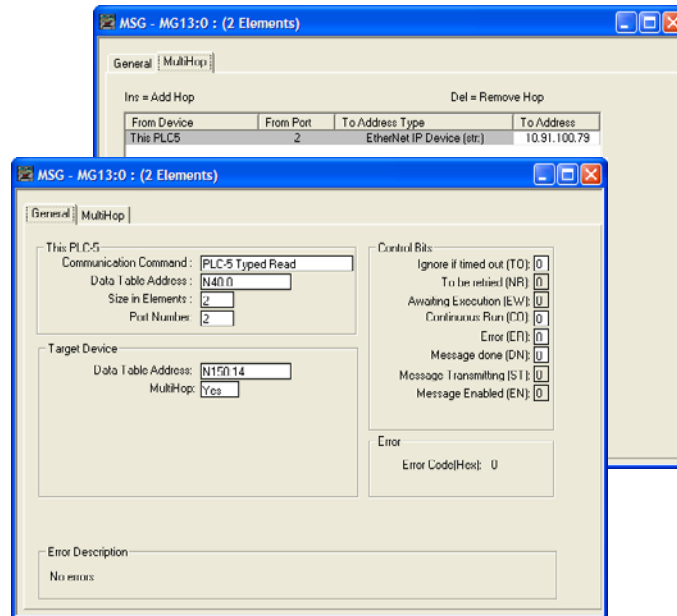 MSG - MG13:0 : (2 Elements)
General MultiHop
Ins = Add Hop Del = Remove Hop
From Device From Port To Address Type To Address
This PLC5 2 EtherNet IP Device (str.) 10.91.100.79
MSG - MG13:0 : (2 Elements)
General MultiHop
This PLC-5
Communication Command : PLC-5 Typed Read
Data Table Address : N40:0
Size in Elements : 2
Port Number: 2
Target Device
Data Table Address: N150:14
MultiHop: Yes
Control Bits
Ignore if timed out (TO): 0
To be retried (NR): 0
Awaiting Execution (EW): 0
Continuous Run (CO): 0
Error (ER): 0
Message done (DN): 0
Message Transmitting (ST): 0
Message Enabled (EN): 0
Error
Error Code(Hex): 0
Error Description
No errors